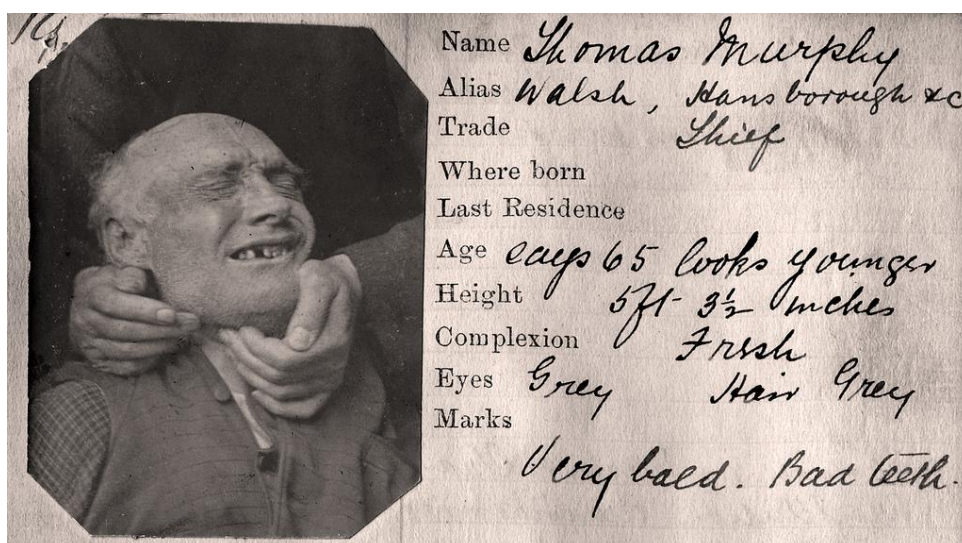 Name Thomas Murphy
Alias Walsh, Hansborough &c
Trade Thief
Where born
Last Residence
Age says 65 looks younger
Height 5ft 3½ inches
Complexion Fresh
Eyes Grey Hair Grey
Marks
Very bald. Bad teeth.